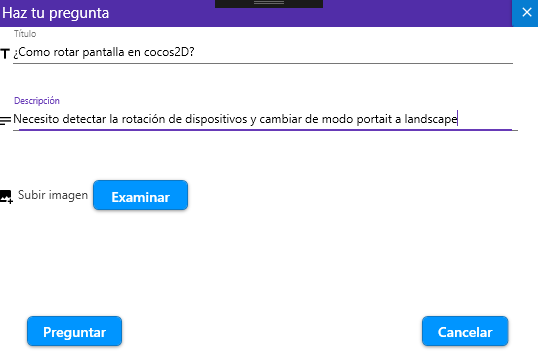 Haz tu pregunta
Título
¿Como rotar pantalla en cocos2D?
Descripción
Necesito detectar la rotación de dispositivos y cambiar de modo portait a landscape
Subir imagen Examinar
Preguntar Cancelar